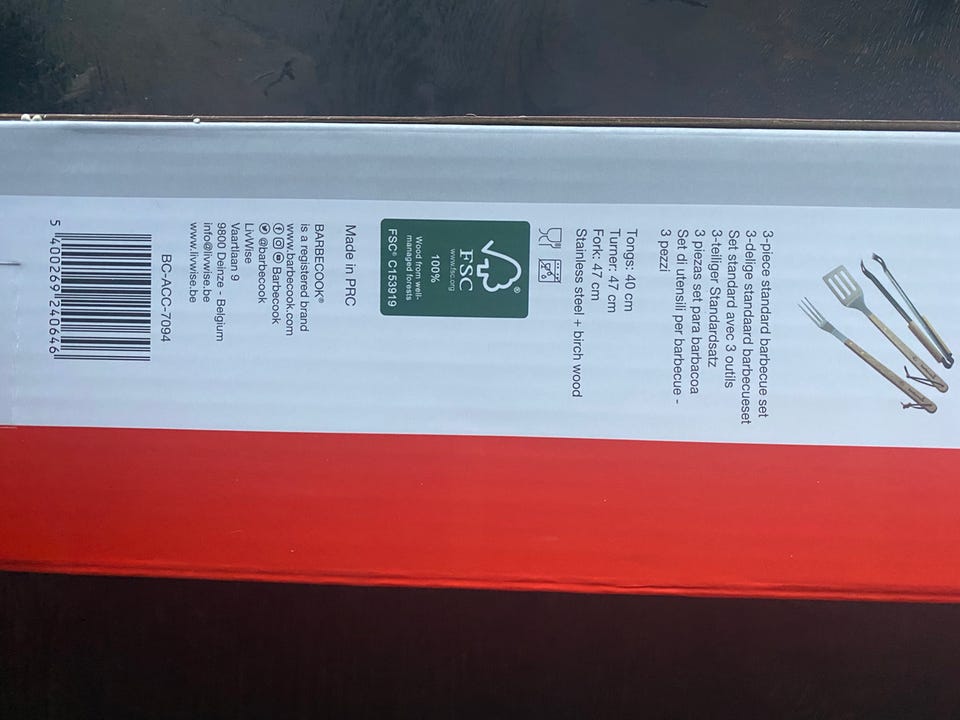 3-piece standard barbecue set
3-delige standaard barbecueset
Set standard avec 3 outils
3-teiliger Standardsatz
3 piezas set para barbacoa
Set di utensili per barbecue -
3 pezzi
Tongs: 40 cm
Turner: 47 cm
Fork: 47 cm
Stainless steel + birch wood
®
FSC
www.fsc.org
100%
Wood from well-
managed forests
FSC® C153919
Made in PRC
BARBECOOK®
is a registered brand
www.barbecook.com
Barbecook
@barbecook
LivWise
Vaartlaan 9
9800 Deinze - Belgium
info@livwise.be
www.livwise.be
BC-ACC-7094
5 400269 240646